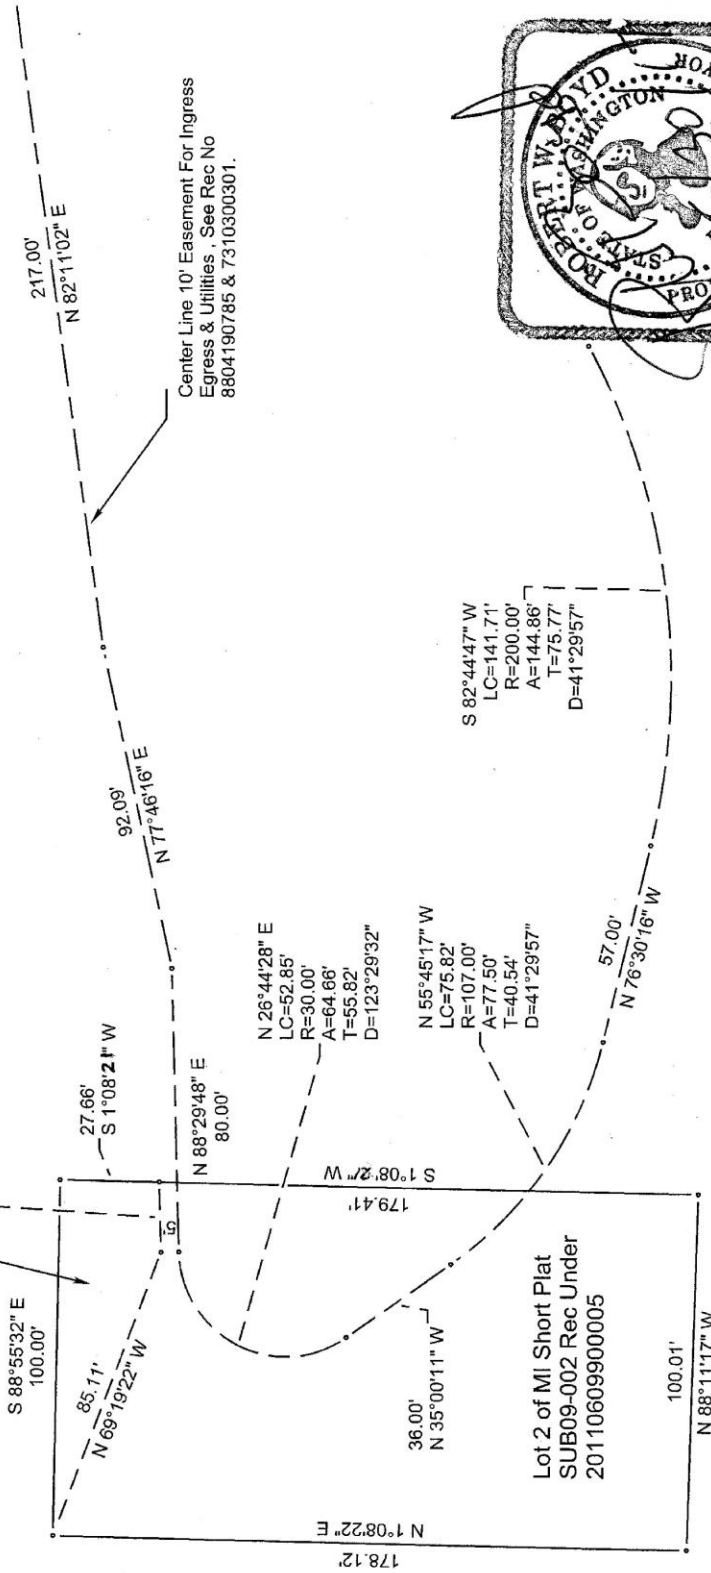 217.00'
N 82°11'02" E
Center Line 10' Easement For Ingress
Egress & Utilities , See Rec No
8804190785 & 7310300301.
92.09'
N 77°46'16" E
27.66'
S 1°08'21" W
N 88°29'48" E
80.00'
S 88°55'32" E
100.00'
85.11'
N 69°19'22" W
5'
N 26°44'28" E
LC=52.85'
R=30.00'
A=64.66'
T=55.82'
D=123°29'32"
S 1°08'2/" W
179.41'
N 55°45'17" W
LC=75.82'
R=107.00'
A=77.50'
T=40.54'
D=41°29'57"
S 82°44'47" W
LC=141.71'
R=200.00'
A=144.86'
T=75.77'
D=41°29'57"
57.00'
N 76°30'16" W
36.00'
N 35°00'11" W
N 1°08'22" E
178.12'
Lot 2 of MI Short Plat
SUB09-002 Rec Under
20110609900005
100.01'
N 88°11'17" W
ROBERT W. BOYD
STATE OF WASHINGTON